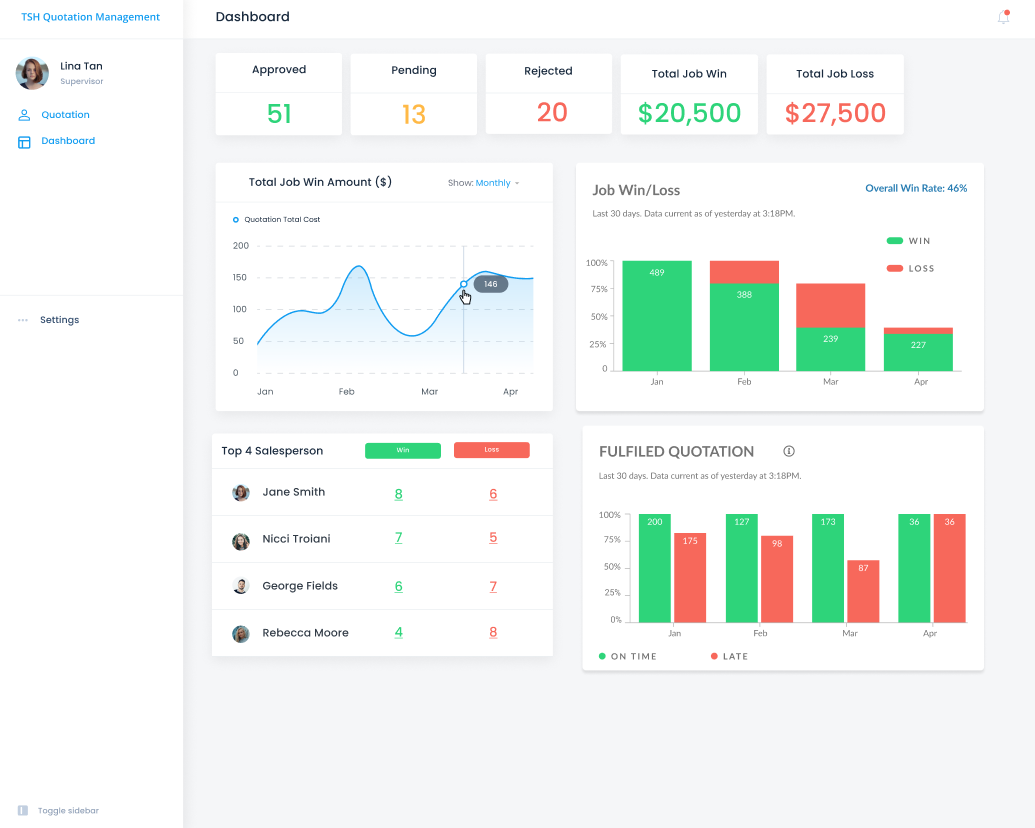 TSH Quotation Management
Dashboard
Lina Tan
Supervisor
Quotation
Dashboard
Settings
Toggle sidebar
Approved
51
Pending
13
Rejected
20
Total Job Win
$20,500
Total Job Loss
$27,500
Total Job Win Amount ($)
Show: Monthly
Quotation Total Cost
200
150
100
50
0
146
Jan Feb Mar Apr
Job Win/Loss
Overall Win Rate: 46%
Last 30 days. Data current as of yesterday at 3:18PM.
WIN
LOSS
100%
75%
50%
25%
0
489
388
239
227
Jan Feb Mar Apr
Top 4 Salesperson Win Loss
Jane Smith 8 6
Nicci Troiani 7 5
George Fields 6 7
Rebecca Moore 4 8
FULFILED QUOTATION
Last 30 days. Data current as of yesterday at 3:18PM.
100%
75%
50%
25%
0%
200 175 127 98 173 87 36 36
Jan Feb Mar Apr
ON TIME LATE